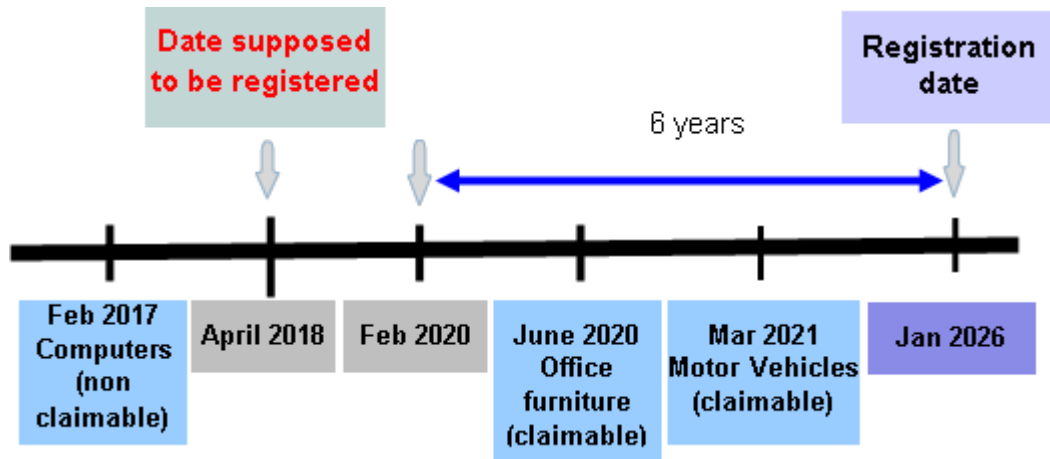 Date supposed
to be registered
Registration
date
6 years
Feb 2017
Computers
(non
claimable)
April 2018
Feb 2020
June 2020
Office
furniture
(claimable)
Mar 2021
Motor Vehicles
(claimable)
Jan 2026